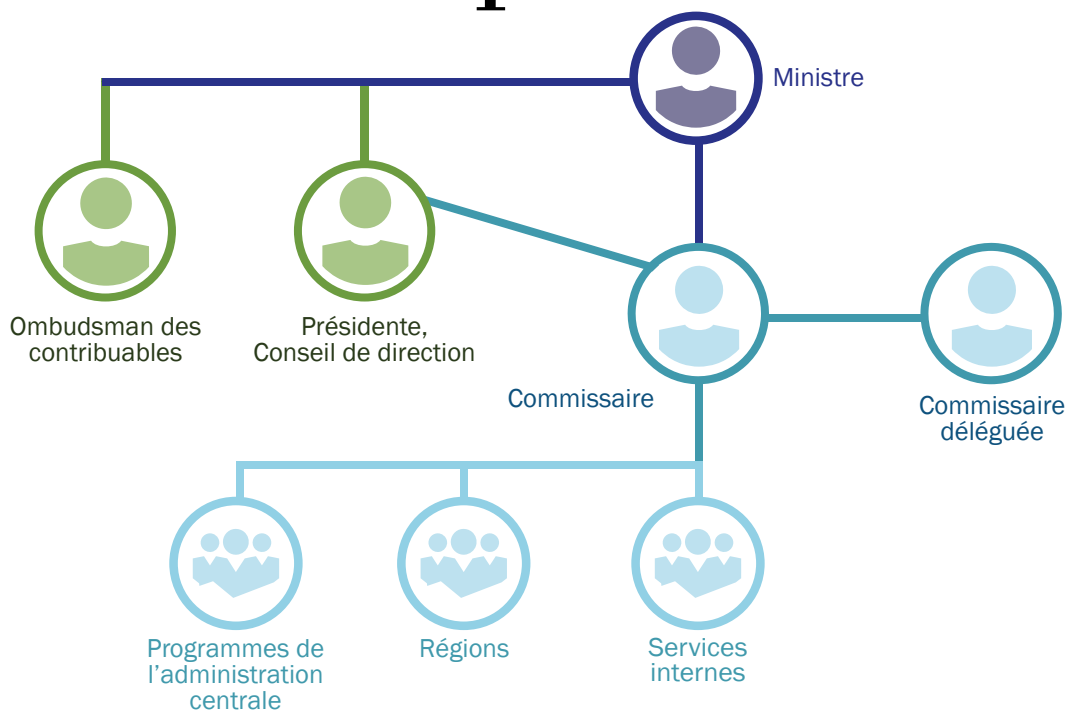 Ministre
Ombudsman des
contribuables
Présidente,
Conseil de direction
Commissaire
Commissaire
déléguée
Programmes de
l'administration
centrale
Régions
Services
internes